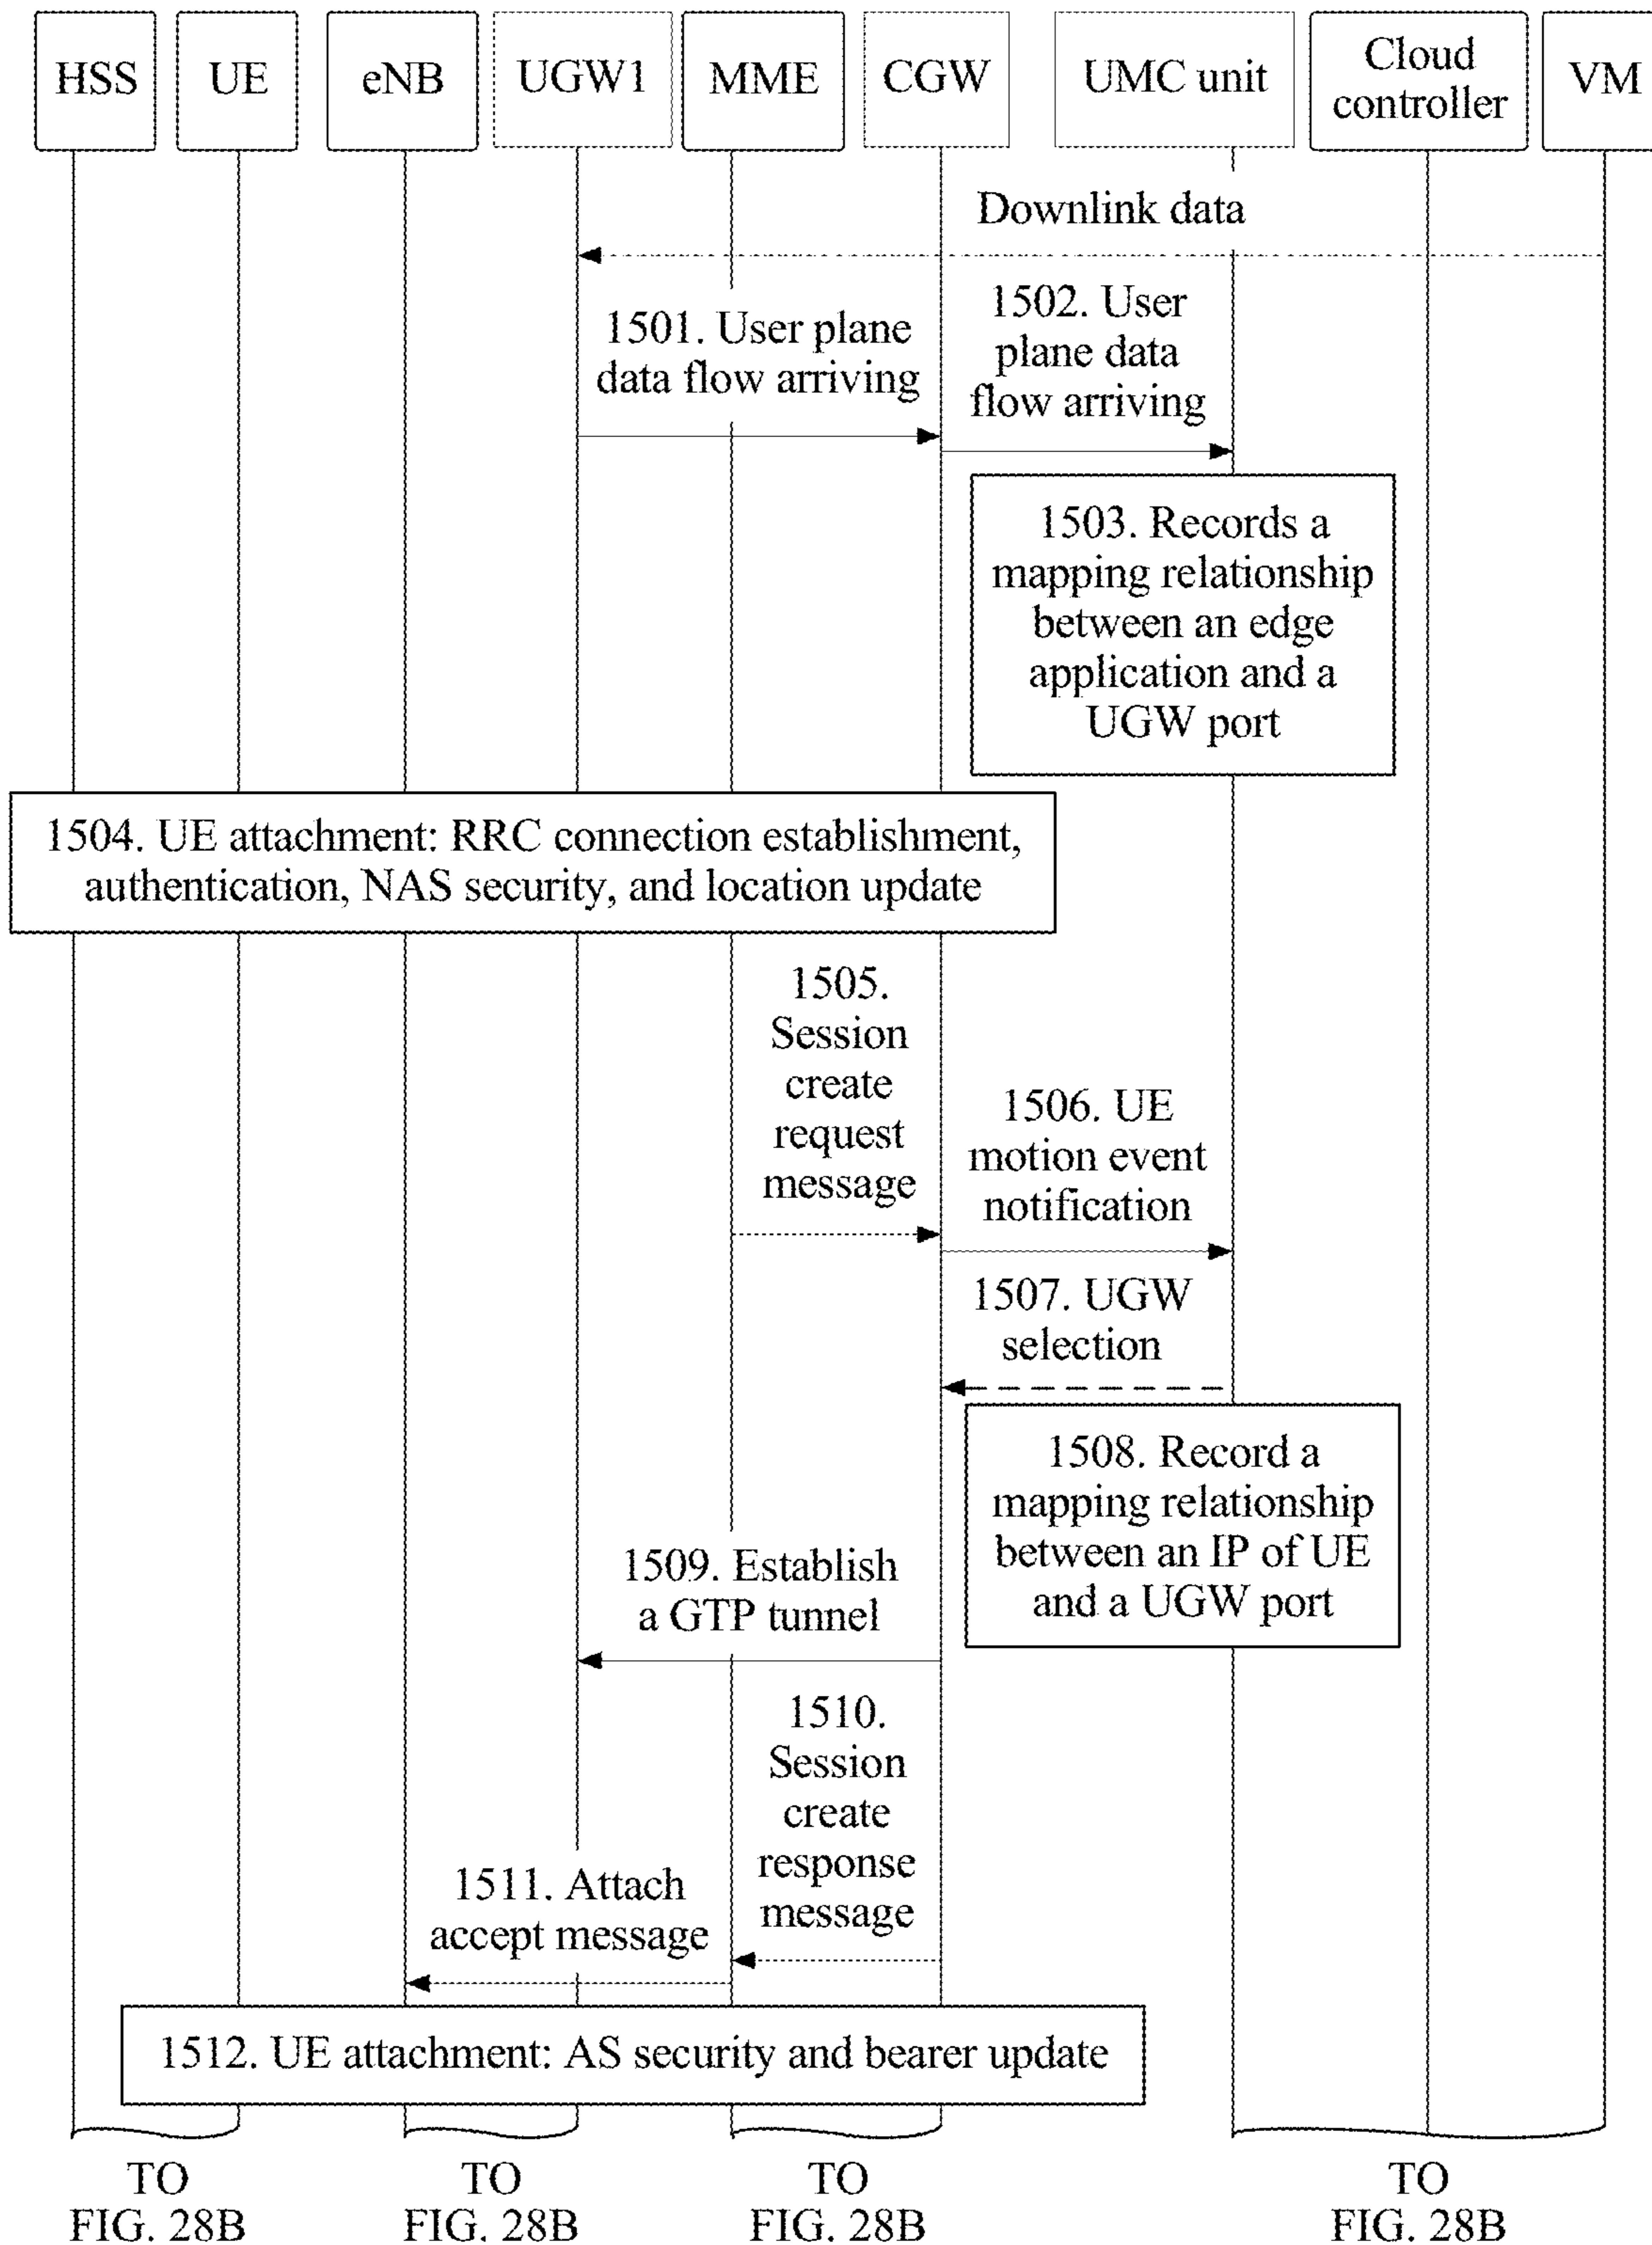 HSS
UE
eNB
UGW1
MME
CGW
UMC unit
Cloud
controller
VM
Downlink data
1501. User plane
data flow arriving
1502. User
plane data
flow arriving
1503. Records a
mapping relationship
between an edge
application and a
UGW port
1504. UE attachment: RRC connection establishment,
authentication, NAS security, and location update
1505.
Session
create
request
message
1506. UE
motion event
notification
1507. UGW
selection
1508. Record a
mapping relationship
between an IP of UE
and a UGW port
1509. Establish
a GTP tunnel
1510.
Session
create
response
message
1511. Attach
accept message
1512. UE attachment: AS security and bearer update
TO
FIG. 28B
TO
FIG. 28B
TO
FIG. 28B
TO
FIG. 28B